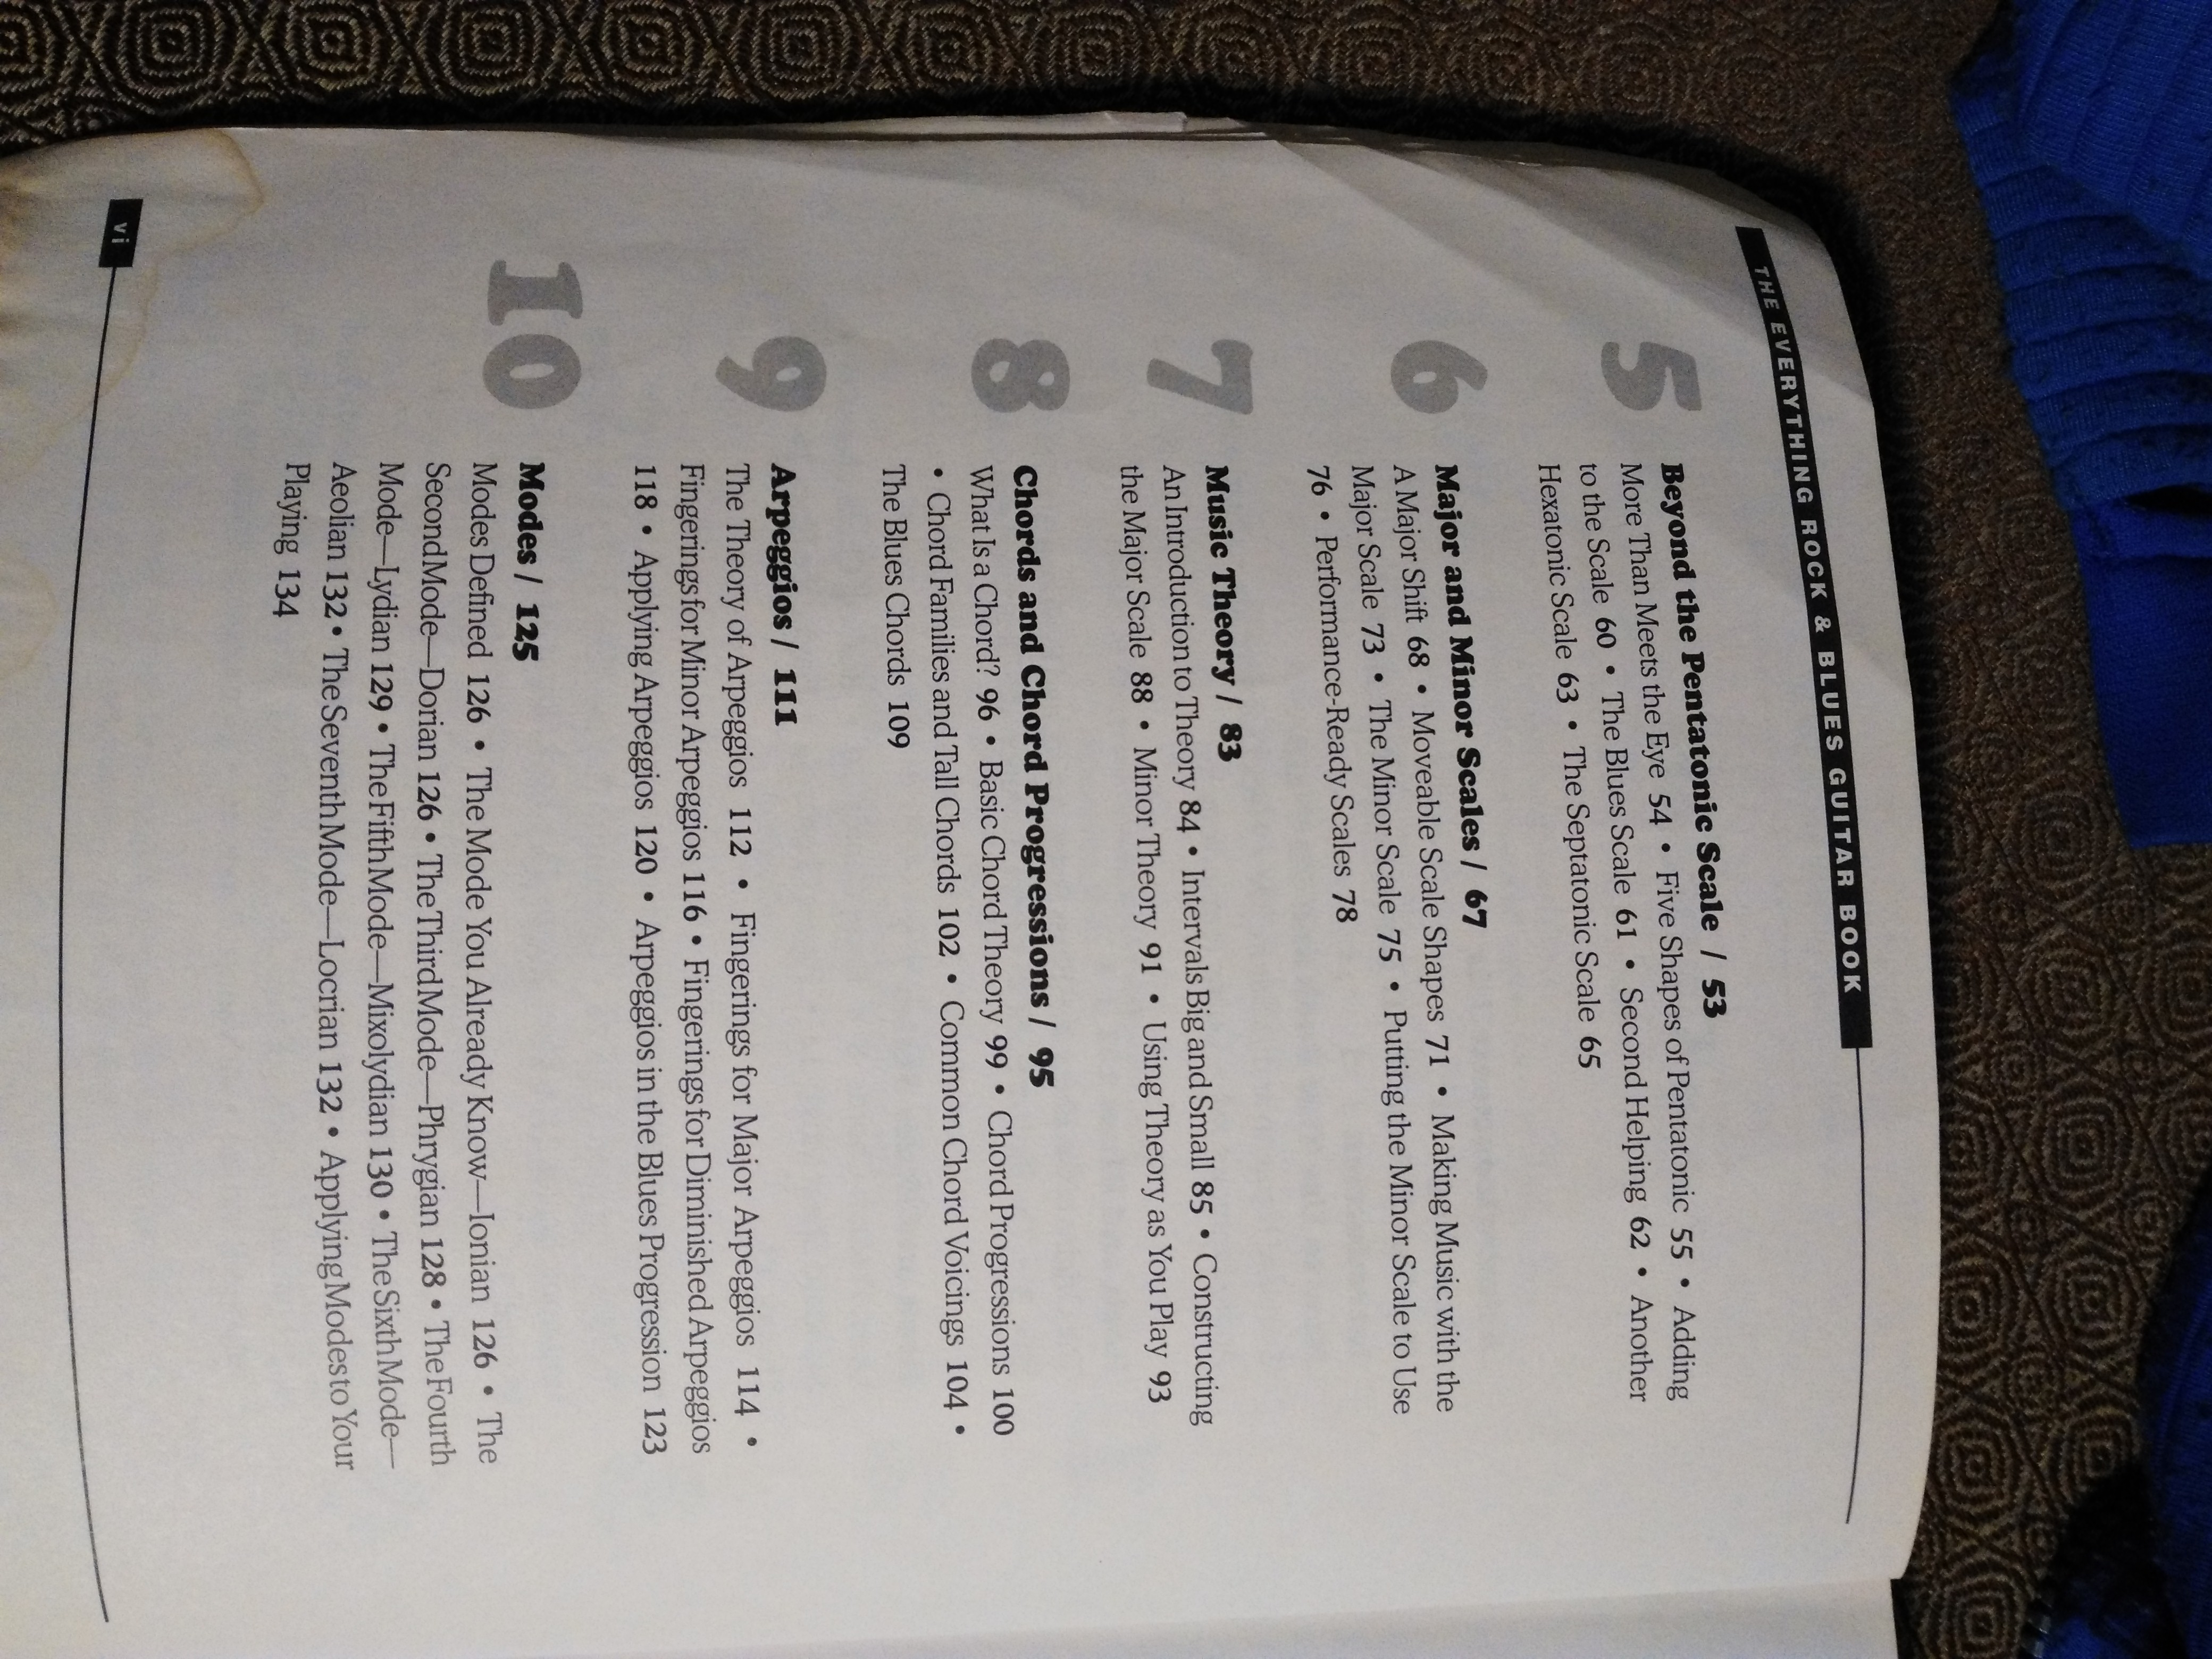 THE EVERYTHING ROCK & BLUES GUITAR BOOK
5
Beyond the Pentatonic Scale / 53
More Than Meets the Eye 54 • Five Shapes of Pentatonic 55 • Adding
to the Scale 60 • The Blues Scale 61 • Second Helping 62 • Another
Hexatonic Scale 63 • The Septatonic Scale 65
6
Major and Minor Scales / 67
A Major Shift 68 • Moveable Scale Shapes 71 • Making Music with the
Major Scale 73 • The Minor Scale 75 • Putting the Minor Scale to Use
76 • Performance-Ready Scales 78
7
Music Theory / 83
An Introduction to Theory 84 • Intervals Big and Small 85 • Constructing
the Major Scale 88 • Minor Theory 91 • Using Theory as You Play 93
8
Chords and Chord Progressions / 95
What Is a Chord? 96 • Basic Chord Theory 99 • Chord Progressions 100
• Chord Families and Tall Chords 102 • Common Chord Voicings 104 •
The Blues Chords 109
9
Arpeggios / 111
The Theory of Arpeggios 112 • Fingerings for Major Arpeggios 114 •
Fingerings for Minor Arpeggios 116 • Fingerings for Diminished Arpeggios
118 • Applying Arpeggios 120 • Arpeggios in the Blues Progression 123
10
Modes / 125
Modes Defined 126 • The Mode You Already Know—Ionian 126 • The
Second Mode—Dorian 126 • The Third Mode—Phrygian 128 • The Fourth
Mode—Lydian 129 • The Fifth Mode—Mixolydian 130 • The Sixth Mode—
Aeolian 132 • The Seventh Mode—Locrian 132 • Applying Modes to Your
Playing 134
vi